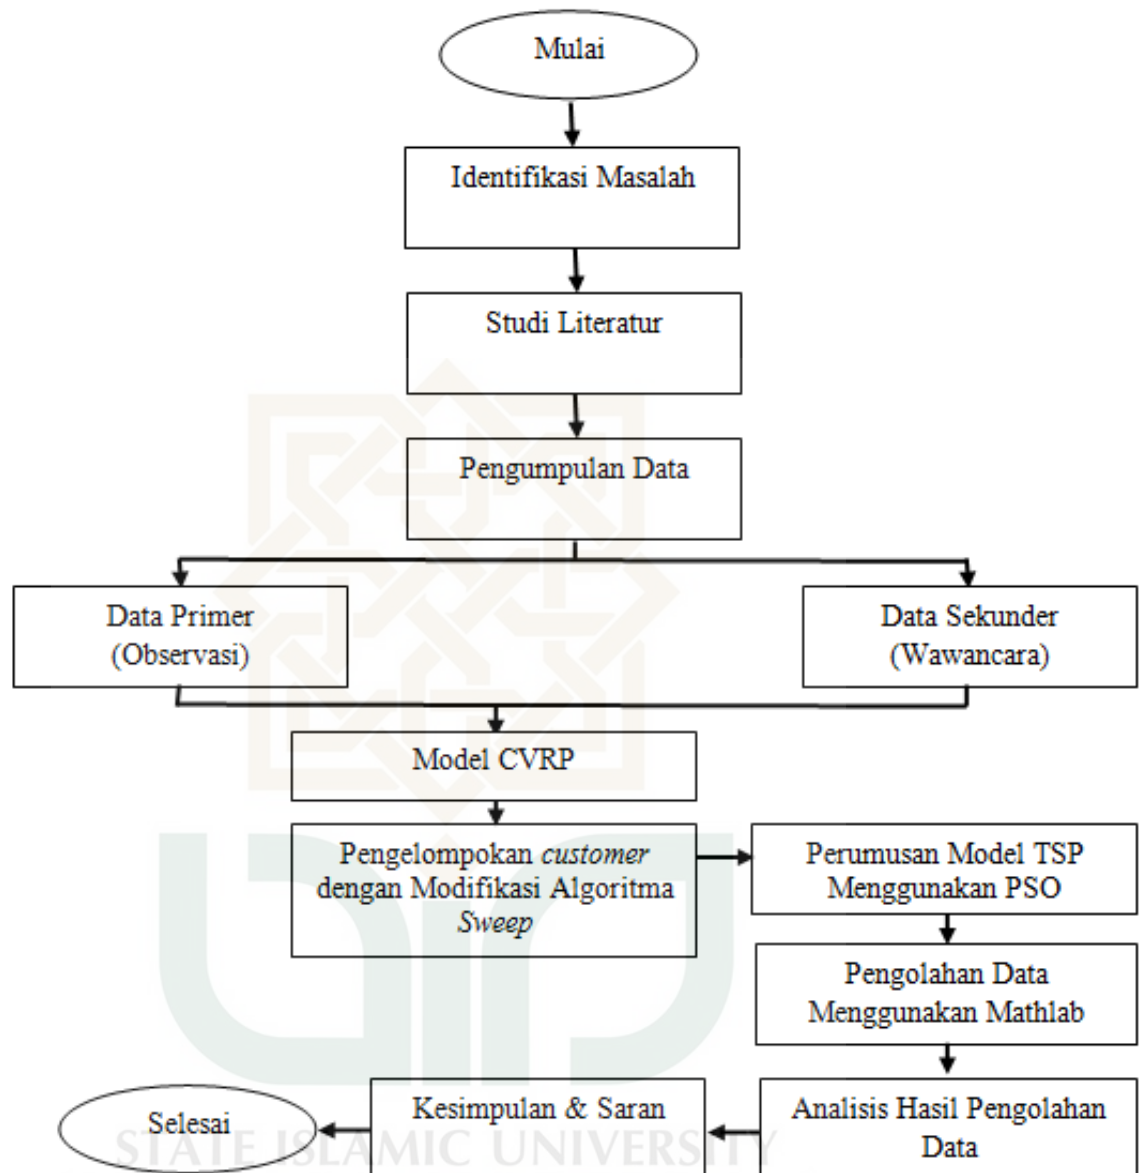 Mulai
Identifikasi Masalah
Studi Literatur
Pengumpulan Data
Data Primer
(Observasi)
Data Sekunder
(Wawancara)
Model CVRP
Pengelompokan customer
dengan Modifikasi Algoritma
Sweep
Perumusan Model TSP
Menggunakan PSO
Pengolahan Data
Menggunakan Mathlab
Analisis Hasil Pengolahan
Data
Kesimpulan & Saran
Selesai
STATE ISLAMIC UNIVERSITY